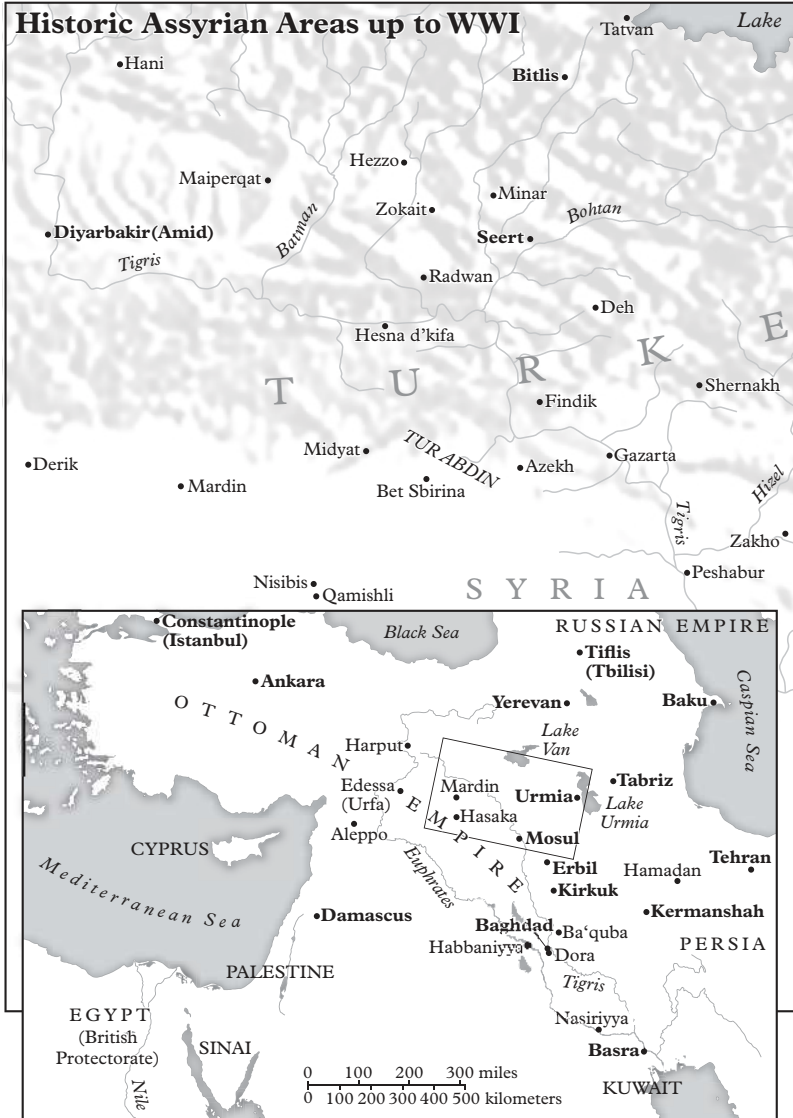 Historic Assyrian Areas up to WWI
Tatvan
Lake
Hani
Bitlis
Hezzo
Maiperqat
Minar
Zokait
Batman
Bohtan
Diyarbakir (Amid)
Seert
Tigris
Radwan
Deh
Hesna d’kifa
T U R K E
Shernakh
Findik
Midyat
TUR ABDIN
Gazarta
Derik
Azekh
Mardin
Bet Sbirina
Hizel
Tigris
Zakho
Peshabur
Nisibis
Qamishli
S Y R I A
Constantinople
(Istanbul)
Black Sea
RUSSIAN EMPIRE
Tiflis
(Tbilisi)
Ankara
Caspian Sea
Yerevan
Baku
OTTOMAN EMPIRE
Lake
Van
Harput
Tabriz
Edessa
(Urfa)
Mardin
Urmia
Lake
Urmia
Hasaka
Aleppo
Mosul
CYPRUS
Erbil
Hamadan
Tehran
Euphrates
Kirkuk
Mediterranean Sea
Damascus
Kermanshah
Baghdad
Ba‘quba
Habbaniyya
Dora
PERSIA
PALESTINE
Tigris
EGYPT
(British
Protectorate)
Nasiriyya
SINAI
Basra
Nile
0 100 200 300 miles
0 100 200 300 400 500 kilometers
KUWAIT